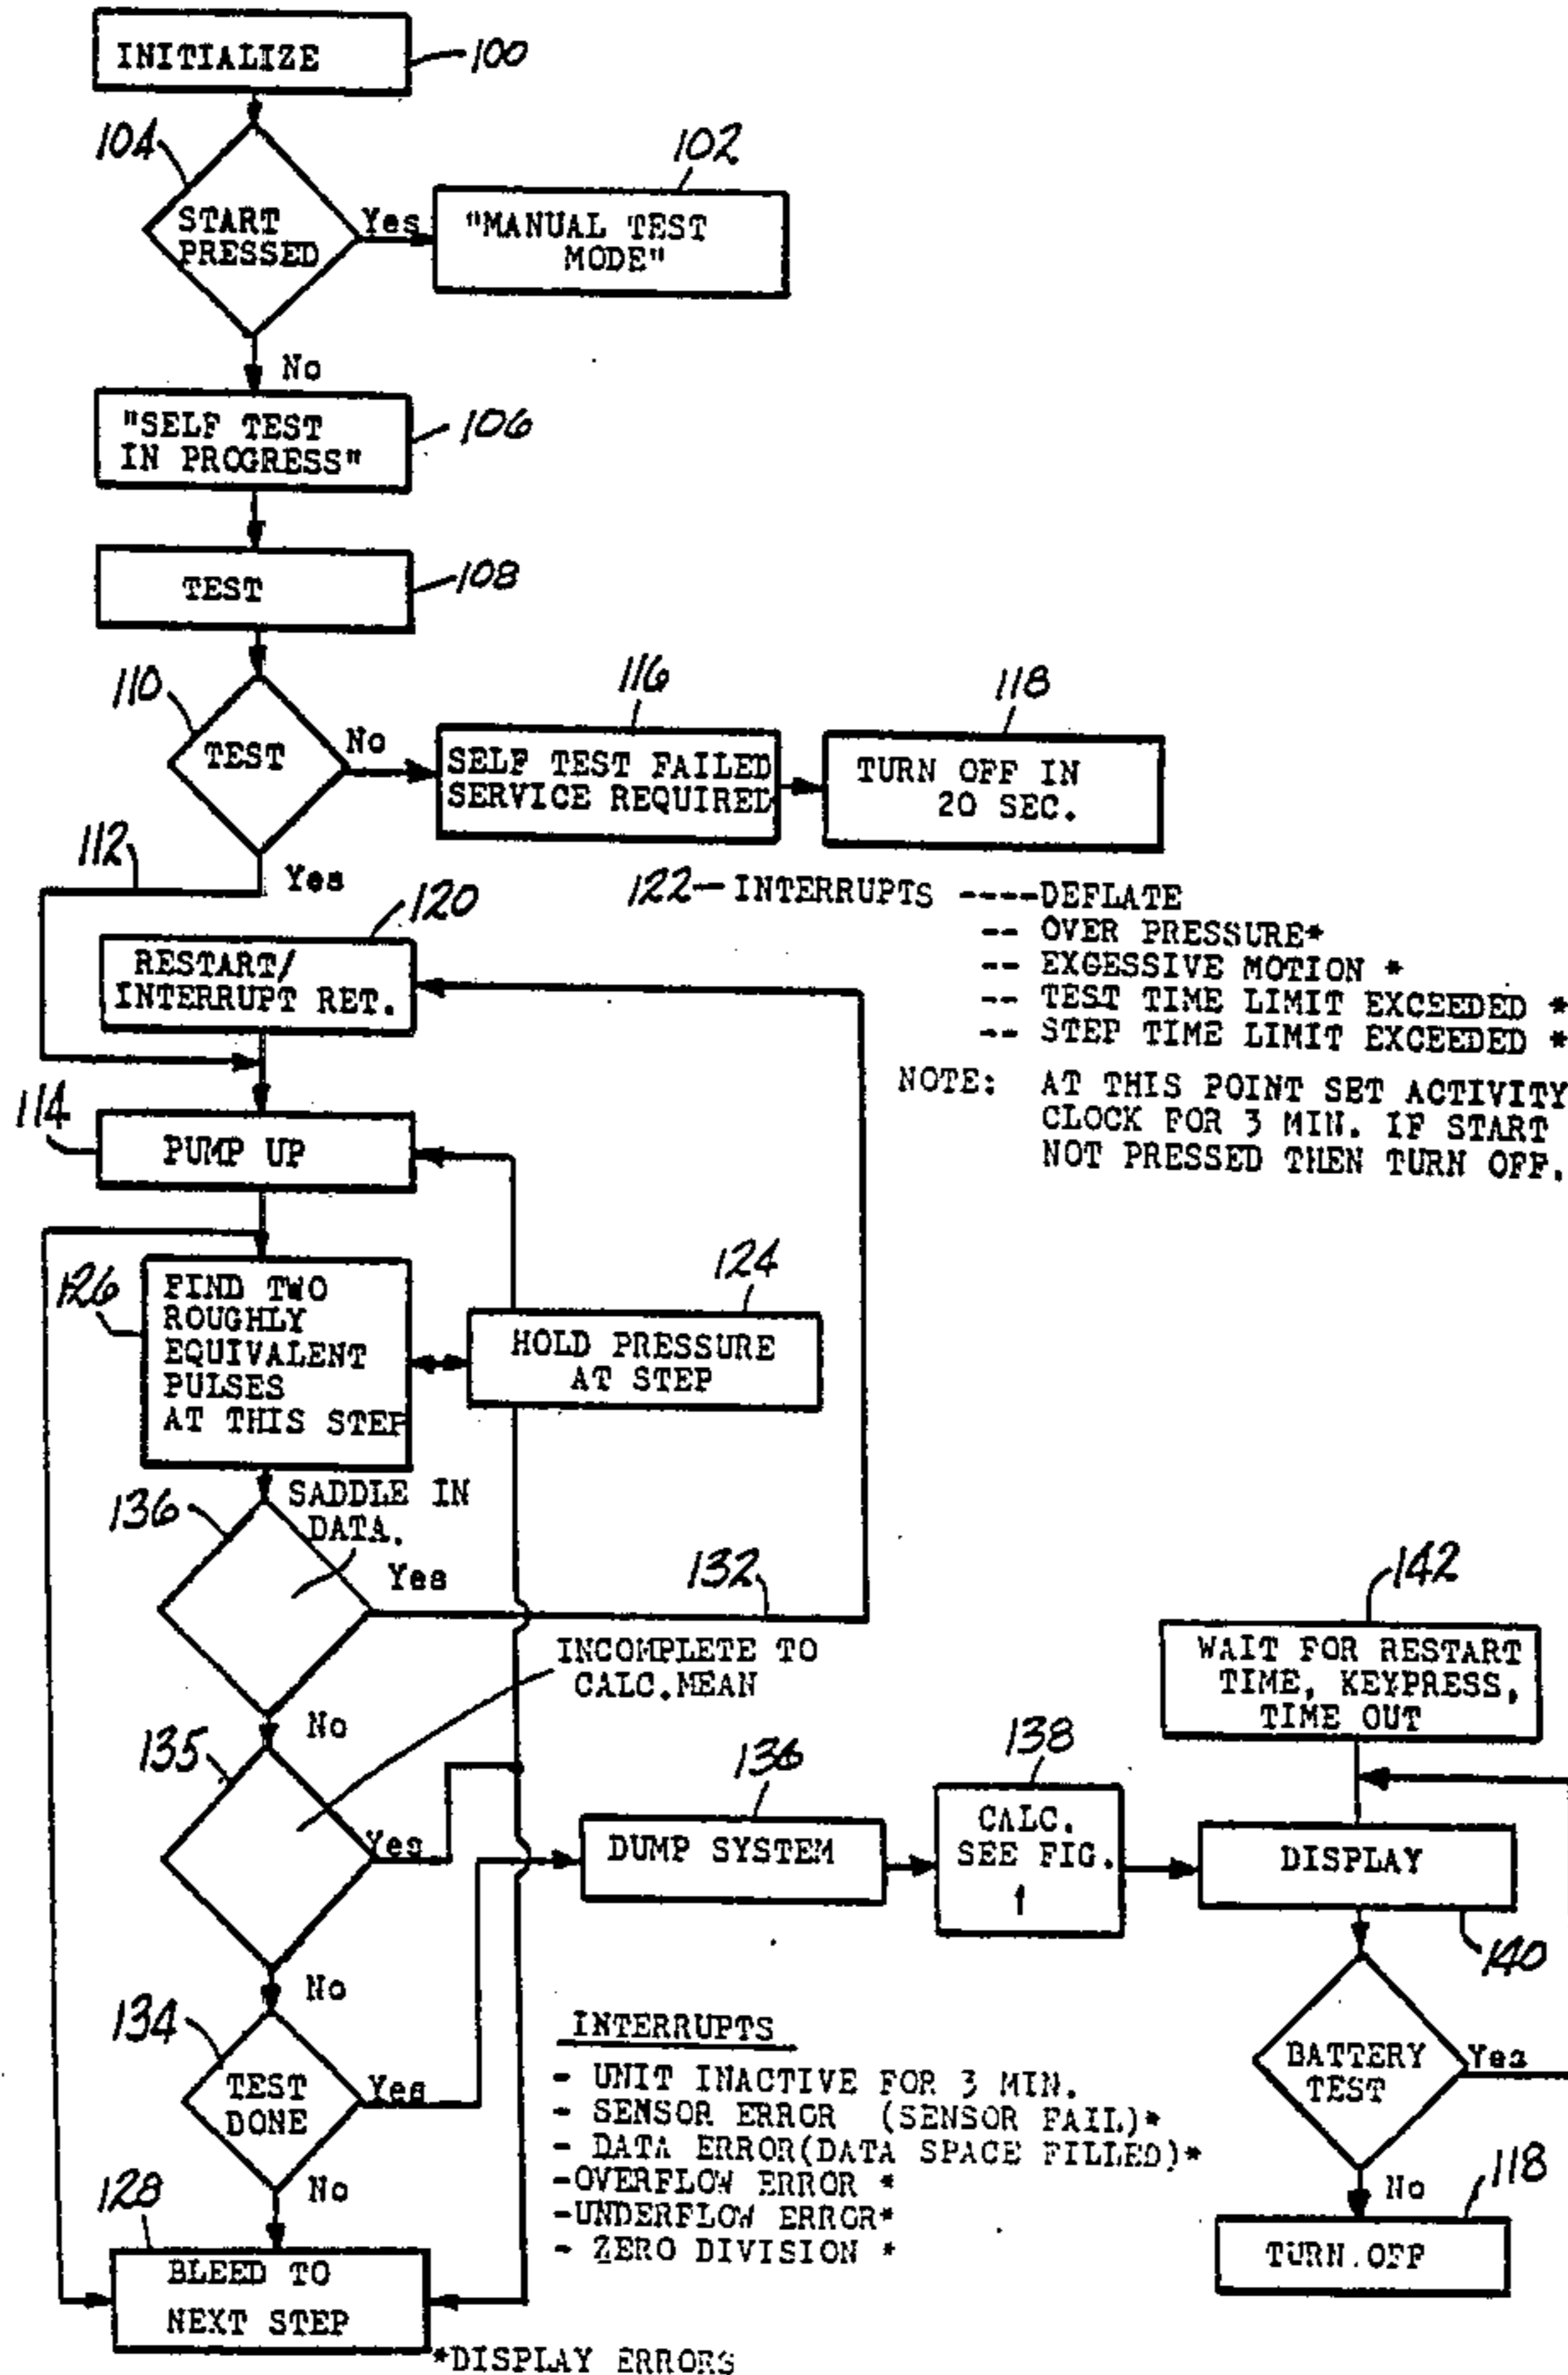 INITIALIZE
100
104
102
START
PRESSED
Yes
"MANUAL TEST
MODE"
No
"SELF TEST
IN PROGRESS"
106
TEST
108
110
TEST
No
116
SELF TEST FAILED
SERVICE REQUIRED
118
TURN OFF IN
20 SEC.
112
Yes
120
RESTART/
INTERRUPT RET.
122-INTERRUPTS ----DEFLATE
-- OVER PRESSURE*
-- EXGESSIVE MOTION *
-- TEST TIME LIMIT EXCEEDED *
-- STEP TIME LIMIT EXCEEDED *
NOTE: AT THIS POINT SET ACTIVITY
CLOCK FOR 3 MIN. IF START
NOT PRESSED THEN TURN OFF.
114
PUMP UP
126
FIND TWO
ROUGHLY
EQUIVALENT
PULSES
AT THIS STEP
124
HOLD PRESSURE
AT STEP
136
SADDLE IN
DATA.
Yes
132
No
INCOMPLETE TO
CALC.MEAN
135
Yes
No
142
WAIT FOR RESTART
TIME, KEYPRESS,
TIME OUT
136
DUMP SYSTEM
138
CALC.
SEE FIG.
1
DISPLAY
140
134
TEST
DONE
Yes
No
INTERRUPTS
- UNIT INACTIVE FOR 3 MIN.
- SENSOR ERROR (SENSOR FAIL)*
- DATA ERROR(DATA SPACE FILLED)*
-OVERFLOW ERROR *
-UNDERFLOW ERROR*
- ZERO DIVISION *
BATTERY
TEST
Yes
No
118
TURN.OFF
128
BLEED TO
NEXT STEP
*DISPLAY ERRORS